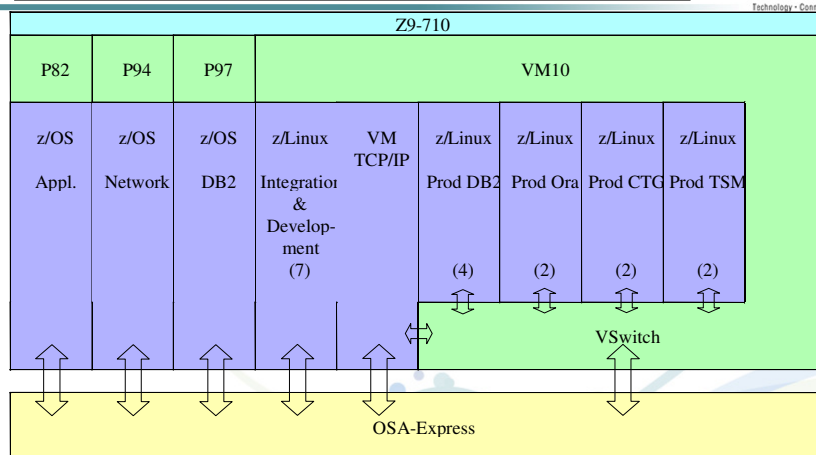 Technology · Conn
Z9-710
P82
P94
P97
VM10
z/OS
Appl.
z/OS
Network
z/OS
DB2
z/Linux
Integration
&
Develop-
ment
(7)
VM
TCP/IP
z/Linux
Prod DB2
(4)
z/Linux
Prod Ora
(2)
z/Linux
Prod CTG
(2)
z/Linux
Prod TSM
(2)
VSwitch
OSA-Express